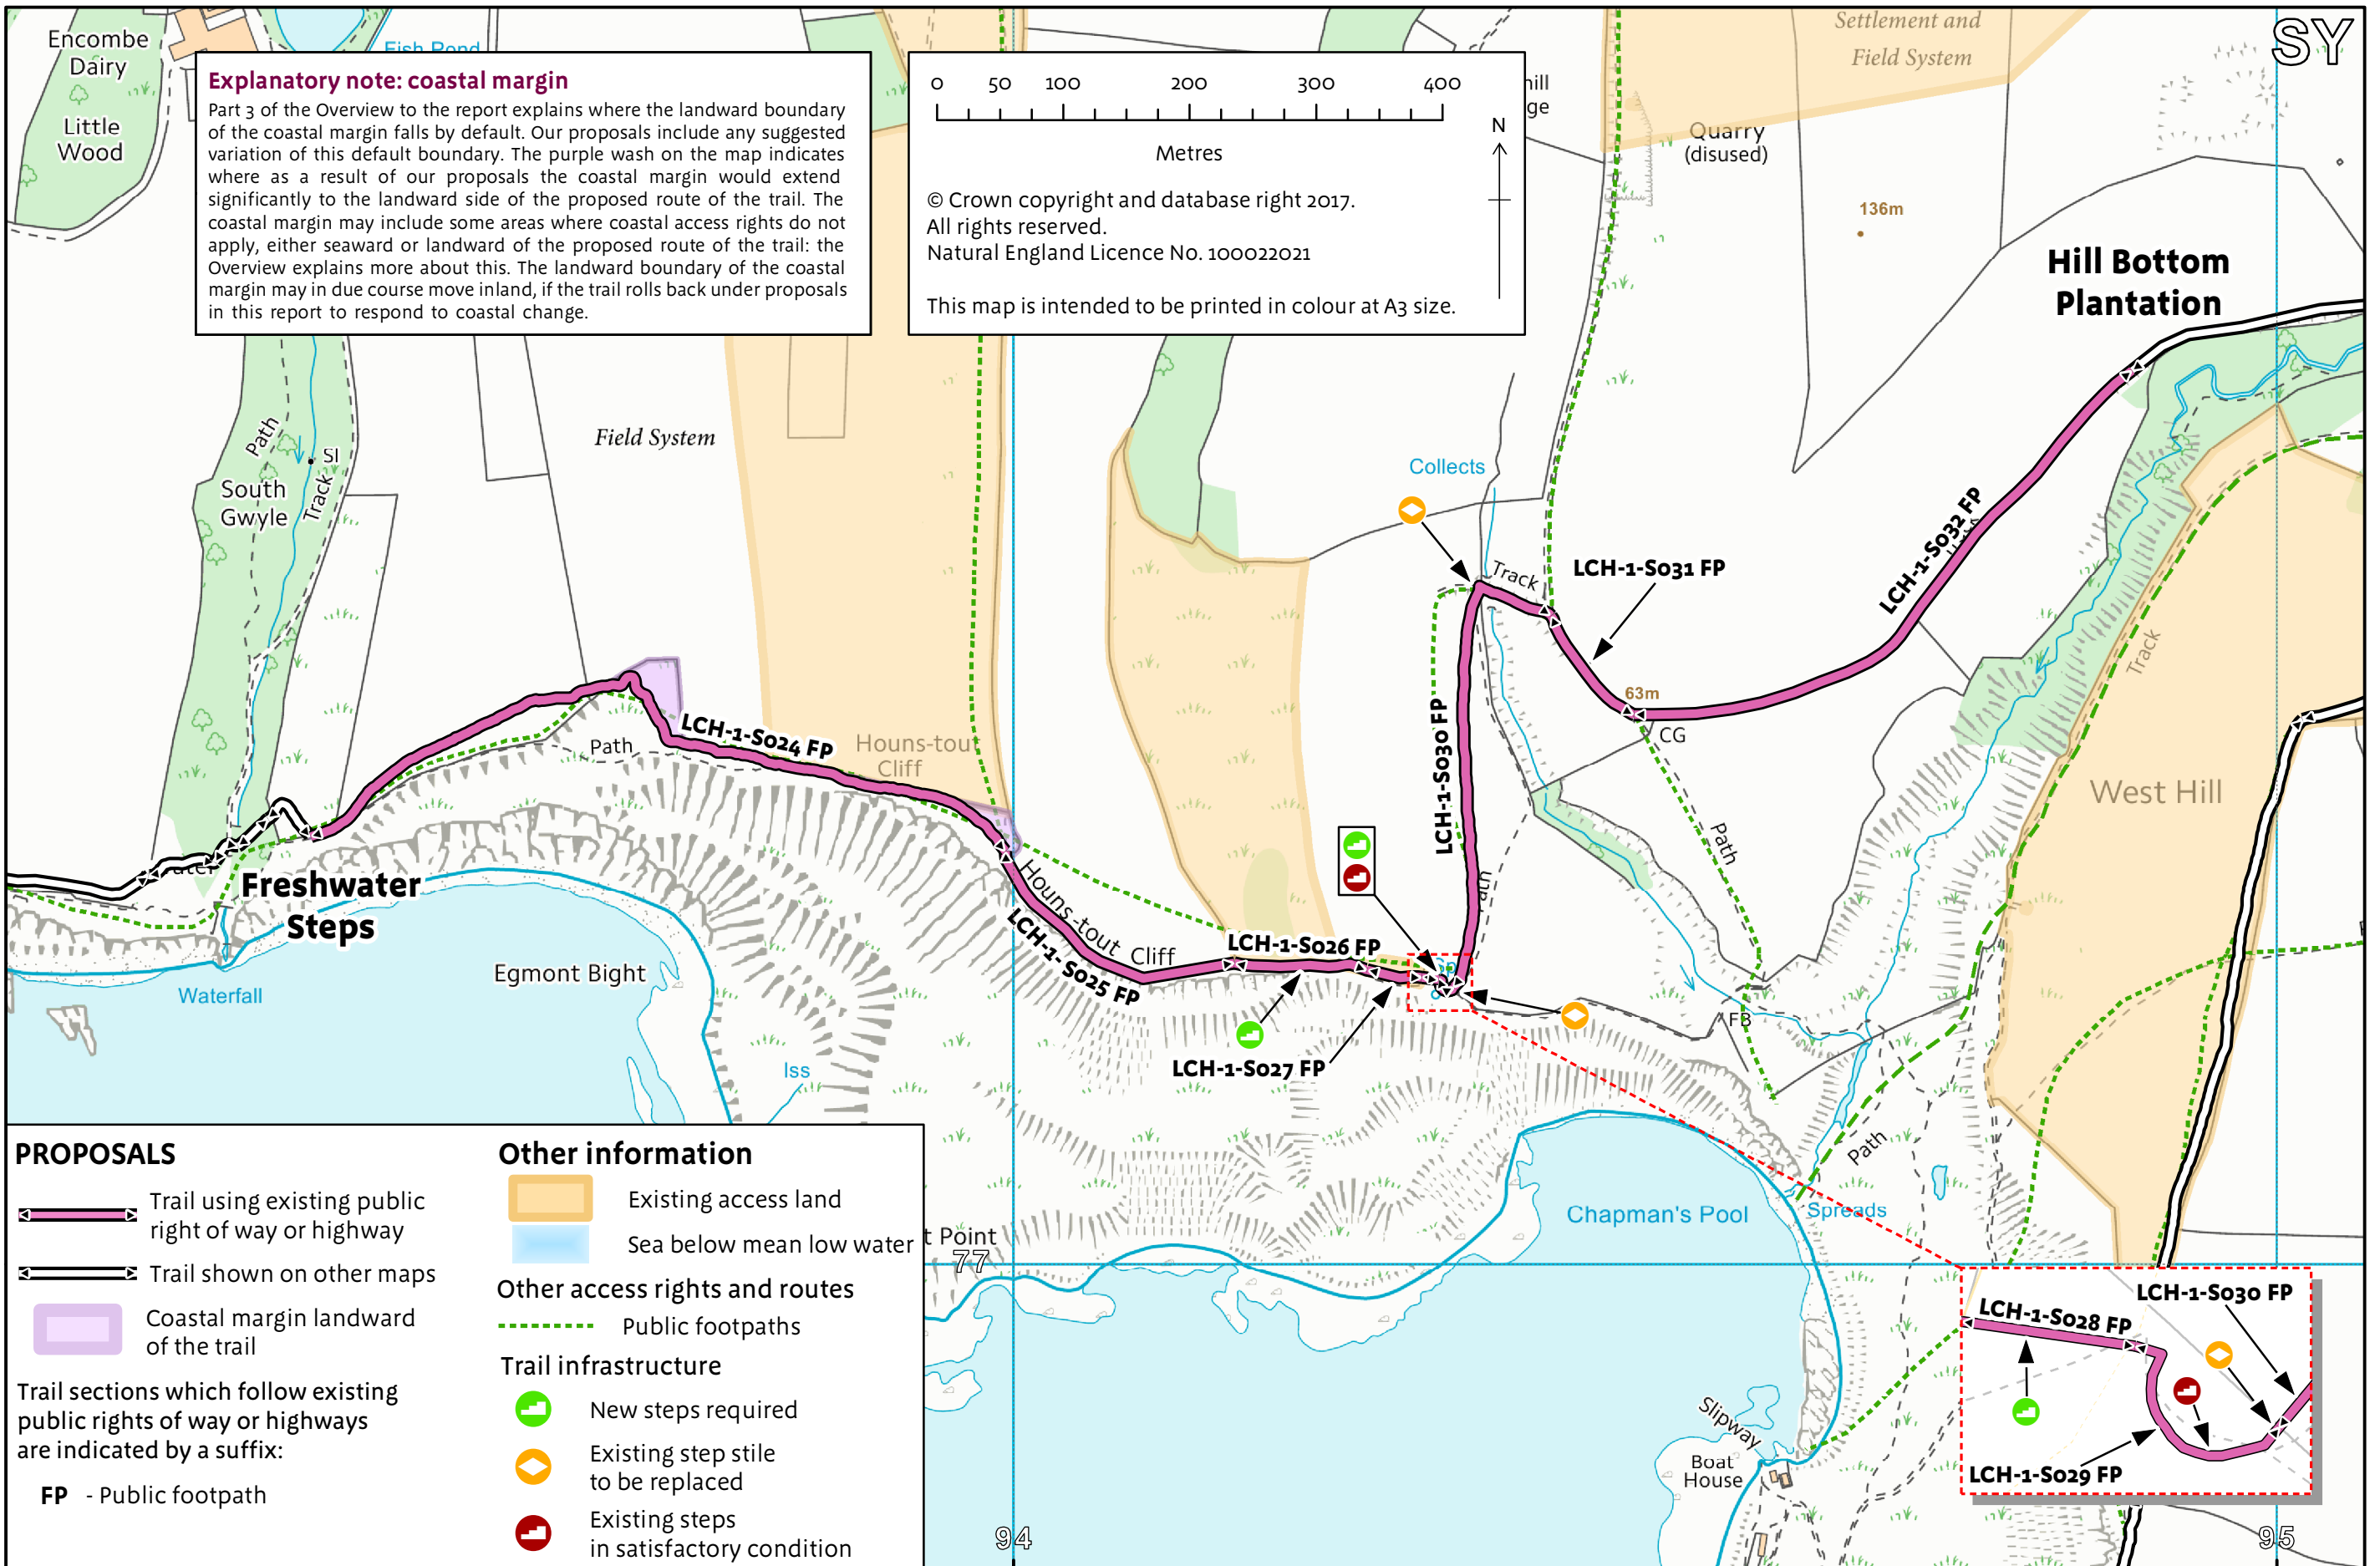 Encombe
Dairy
Little
Wood
Fish Pond
Explanatory note: coastal margin
Part 3 of the Overview to the report explains where the landward boundary
of the coastal margin falls by default. Our proposals include any suggested
variation of this default boundary. The purple wash on the map indicates
where as a result of our proposals the coastal margin would extend
significantly to the landward side of the proposed route of the trail. The
coastal margin may include some areas where coastal access rights do not
apply, either seaward or landward of the proposed route of the trail: the
Overview explains more about this. The landward boundary of the coastal
margin may in due course move inland, if the trail rolls back under proposals
in this report to respond to coastal change.
0 50 100 200 300 400
Metres
N
© Crown copyright and database right 2017.
All rights reserved.
Natural England Licence No. 100022021
This map is intended to be printed in colour at A3 size.
Settlement and
Field System
SY
Quarry
(disused)
136m
Hill Bottom
Plantation
Path
SI
South
Gwyle
Track
Field System
Collects
Track
LCH-1-S031 FP
LCH-1-S032 FP
63m
CG
LCH-1-S030 FP
Track
West Hill
Path
LCH-1-S024 FP
Houns-tout
Cliff
Path
Freshwater
Steps
Waterfall
Egmont Bight
Houns-tout Cliff
LCH-1-S025 FP
LCH-1-S026 FP
LCH-1-S027 FP
FB
Iss
Path
Chapman's Pool
Spreads
t Point
77
Slipway
Boat
House
94
95
LCH-1-S028 FP
LCH-1-S030 FP
LCH-1-S029 FP
PROPOSALS
Trail using existing public
right of way or highway
Trail shown on other maps
Coastal margin landward
of the trail
Trail sections which follow existing
public rights of way or highways
are indicated by a suffix:
FP - Public footpath
Other information
Existing access land
Sea below mean low water
Other access rights and routes
Public footpaths
Trail infrastructure
New steps required
Existing step stile
to be replaced
Existing steps
in satisfactory condition